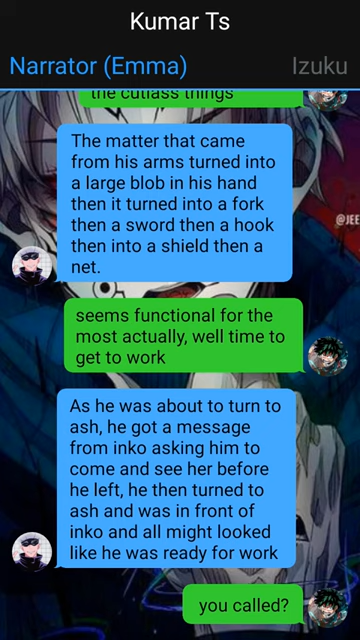 Kumar Ts
Narrator (Emma)
Izuku
the cutlass things
The matter that came
from his arms turned into
a large blob in his hand
then it turned into a fork
then a sword then a hook
then into a shield then a
net.
@JEE
seems functional for the
most actually, well time to
get to work
As he was about to turn to
ash, he got a message
from inko asking him to
come and see her before
he left, he then turned to
ash and was in front of
inko and all might looked
like he was ready for work
you called?